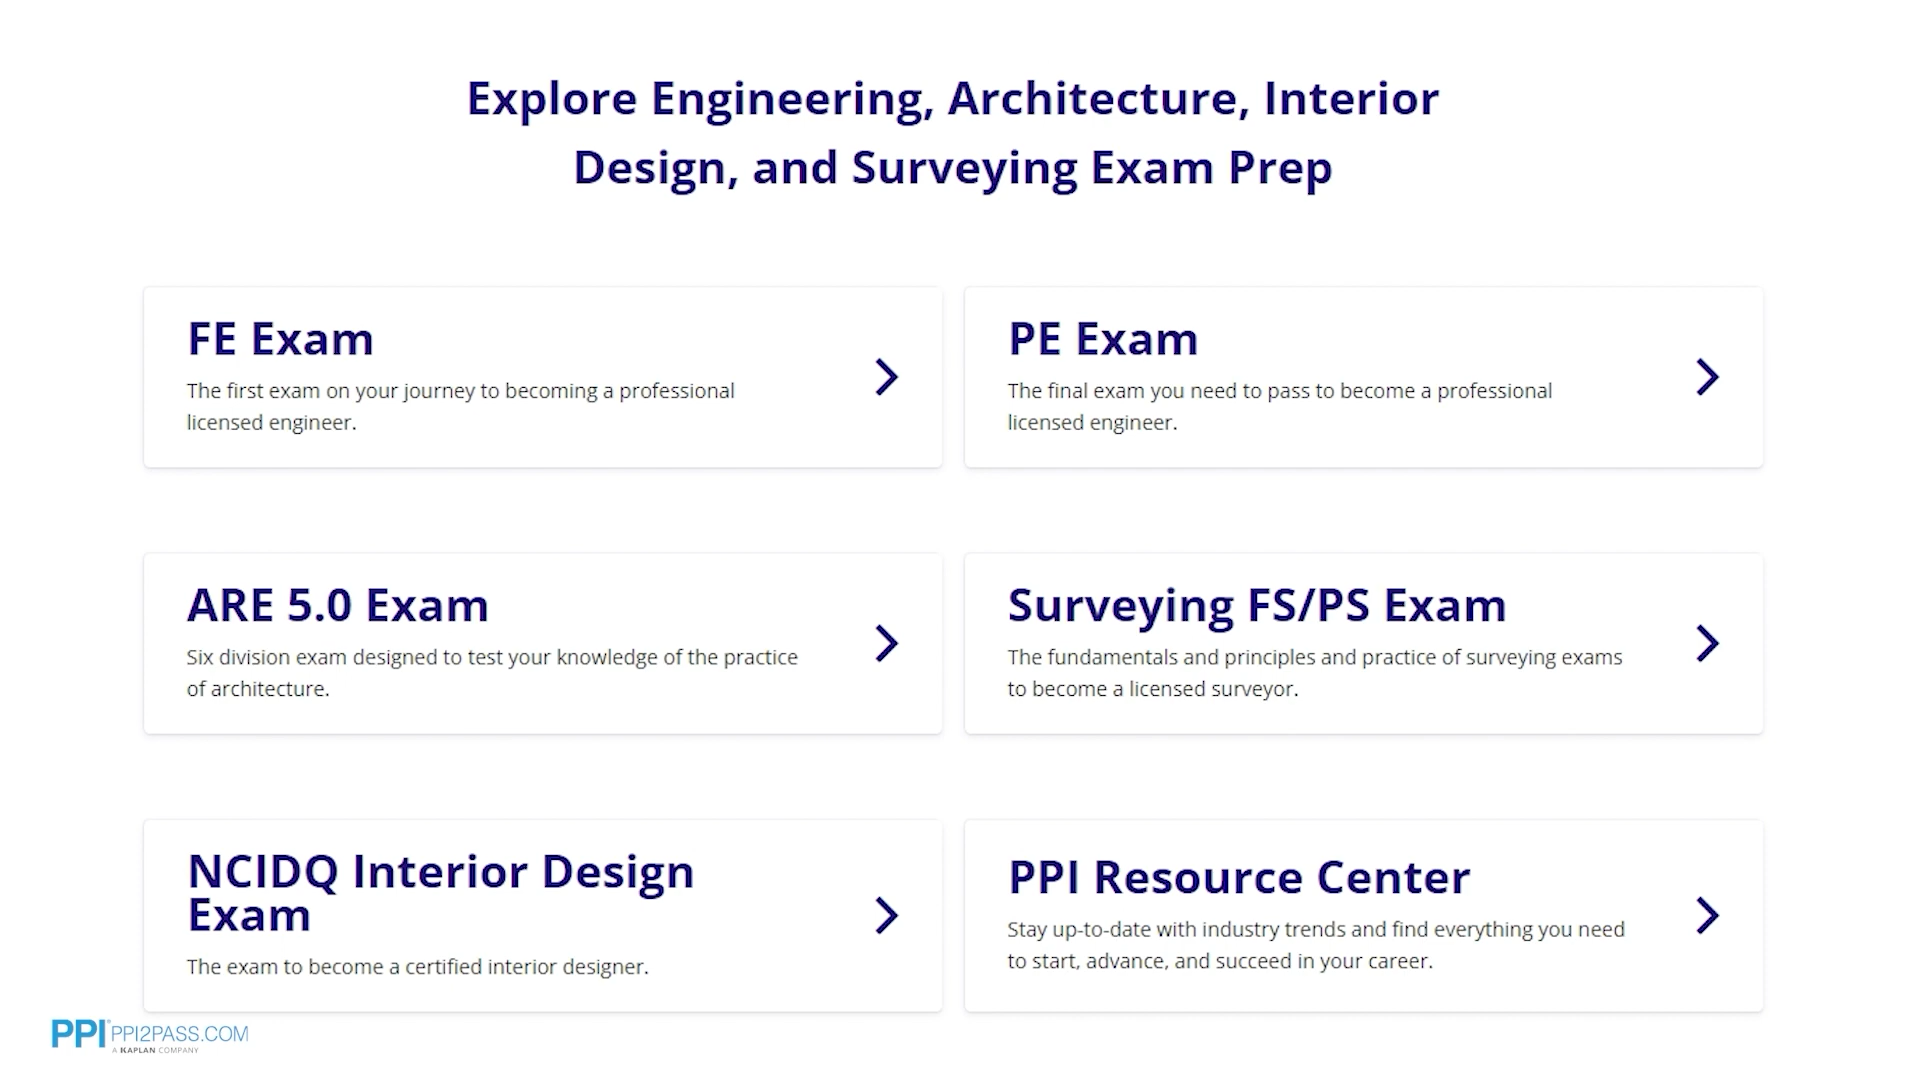 Explore Engineering, Architecture, Interior
Design, and Surveying Exam Prep
FE Exam
The first exam on your journey to becoming a professional
licensed engineer.
PE Exam
The final exam you need to pass to become a professional
licensed engineer.
ARE 5.0 Exam
Six division exam designed to test your knowledge of the practice
of architecture.
Surveying FS/PS Exam
The fundamentals and principles and practice of surveying exams
to become a licensed surveyor.
NCIDQ Interior Design
Exam
The exam to become a certified interior designer.
PPI Resource Center
Stay up-to-date with industry trends and find everything you need
to start, advance, and succeed in your career.
PPI® PPI2PASS.COM
A KAPLAN COMPANY